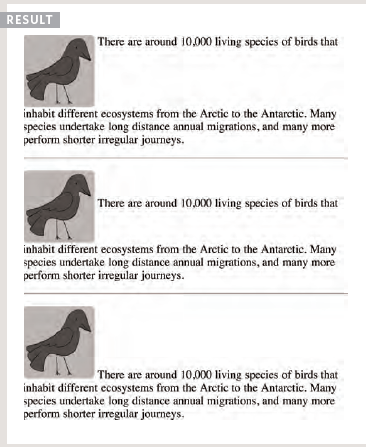 RESULT
There are around 10,000 living species of birds that
inhabit different ecosystems from the Arctic to the Antarctic. Many
species undertake long distance annual migrations, and many more
perform shorter irregular journeys.
There are around 10,000 living species of birds that
inhabit different ecosystems from the Arctic to the Antarctic. Many
species undertake long distance annual migrations, and many more
perform shorter irregular journeys.
There are around 10,000 living species of birds that
inhabit different ecosystems from the Arctic to the Antarctic. Many
species undertake long distance annual migrations, and many more
perform shorter irregular journeys.